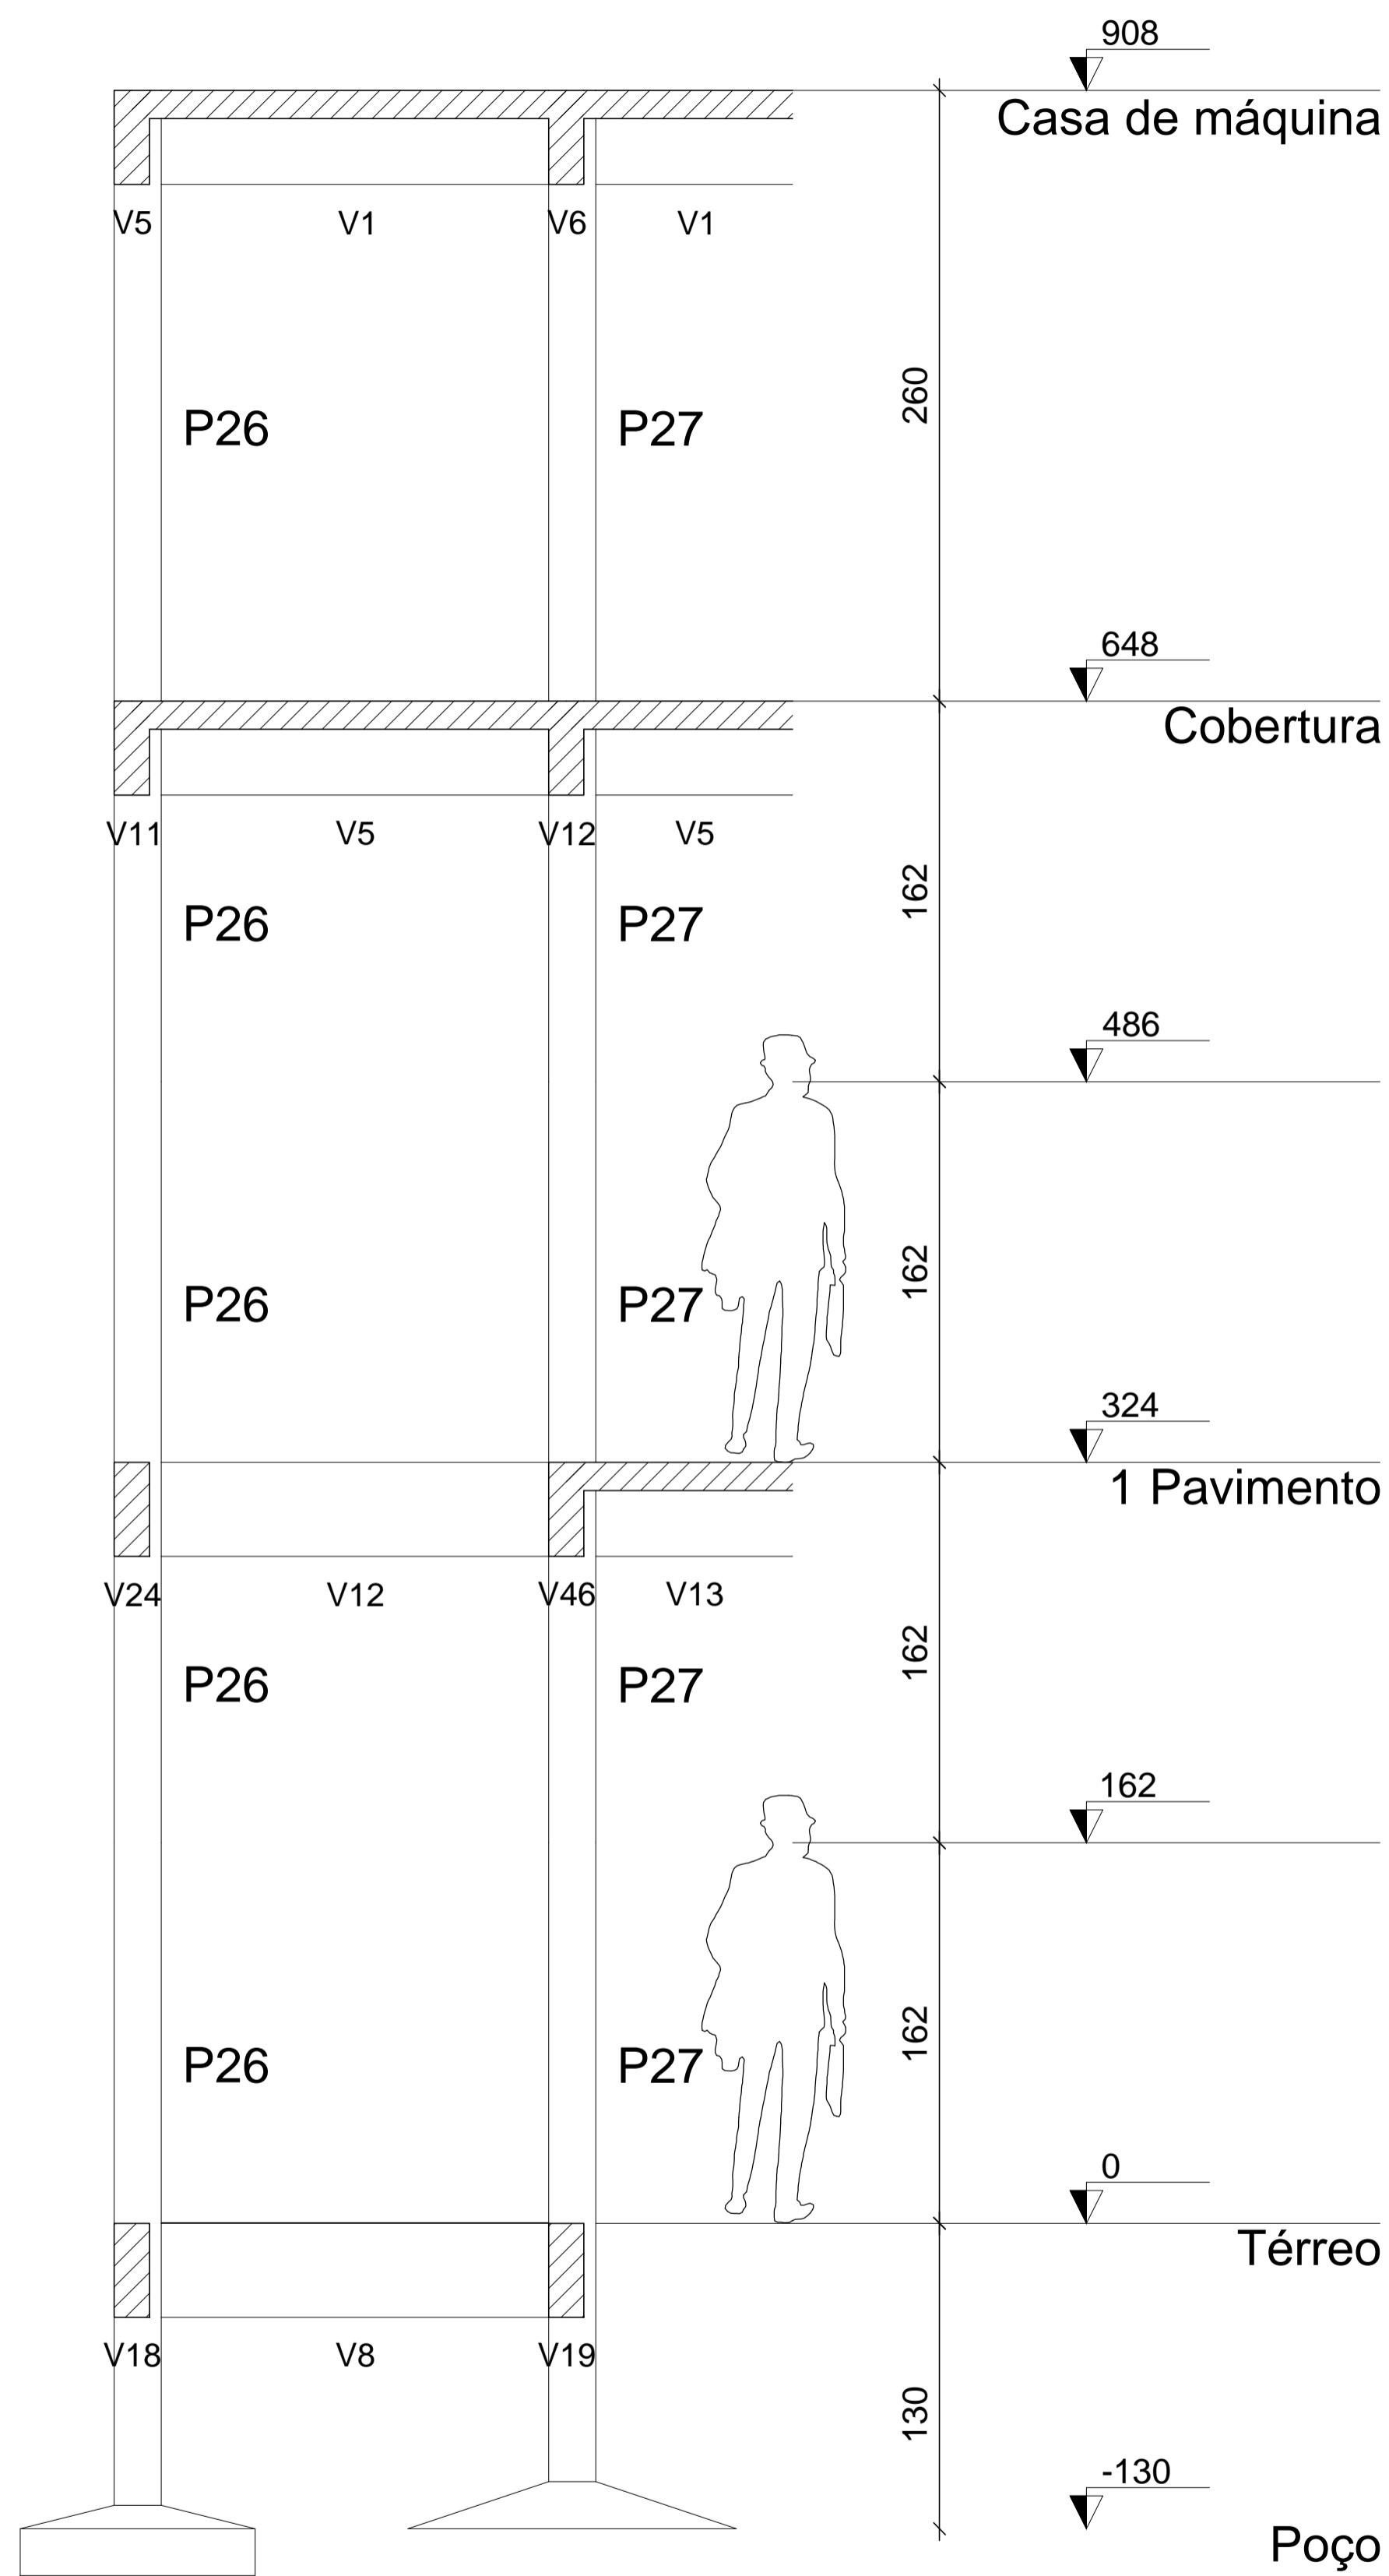 908
Casa de máquina
V5 V1 V6 V1
260
P26 P27
648
Cobertura
V11 V5 V12 V5
162
P26 P27
486
162
P26 P27
324
1 Pavimento
V24 V12 V46 V13
162
P26 P27
162
162
P26 P27
0
Térreo
V18 V8 V19
130
-130
Poço